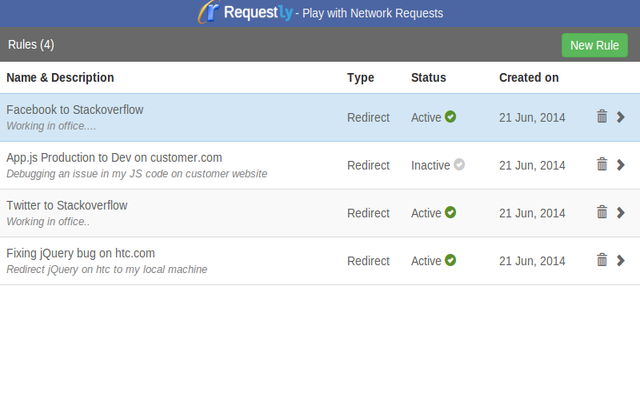 Requestly - Play with Network Requests
Rules (4) New Rule
Name & Description Type Status Created on
Facebook to Stackoverflow
Working in office....
Redirect Active 21 Jun, 2014
App.js Production to Dev on customer.com
Debugging an issue in my JS code on customer website
Redirect Inactive 21 Jun, 2014
Twitter to Stackoverflow
Working in office..
Redirect Active 21 Jun, 2014
Fixing jQuery bug on htc.com
Redirect jQuery on htc to my local machine
Redirect Active 21 Jun, 2014